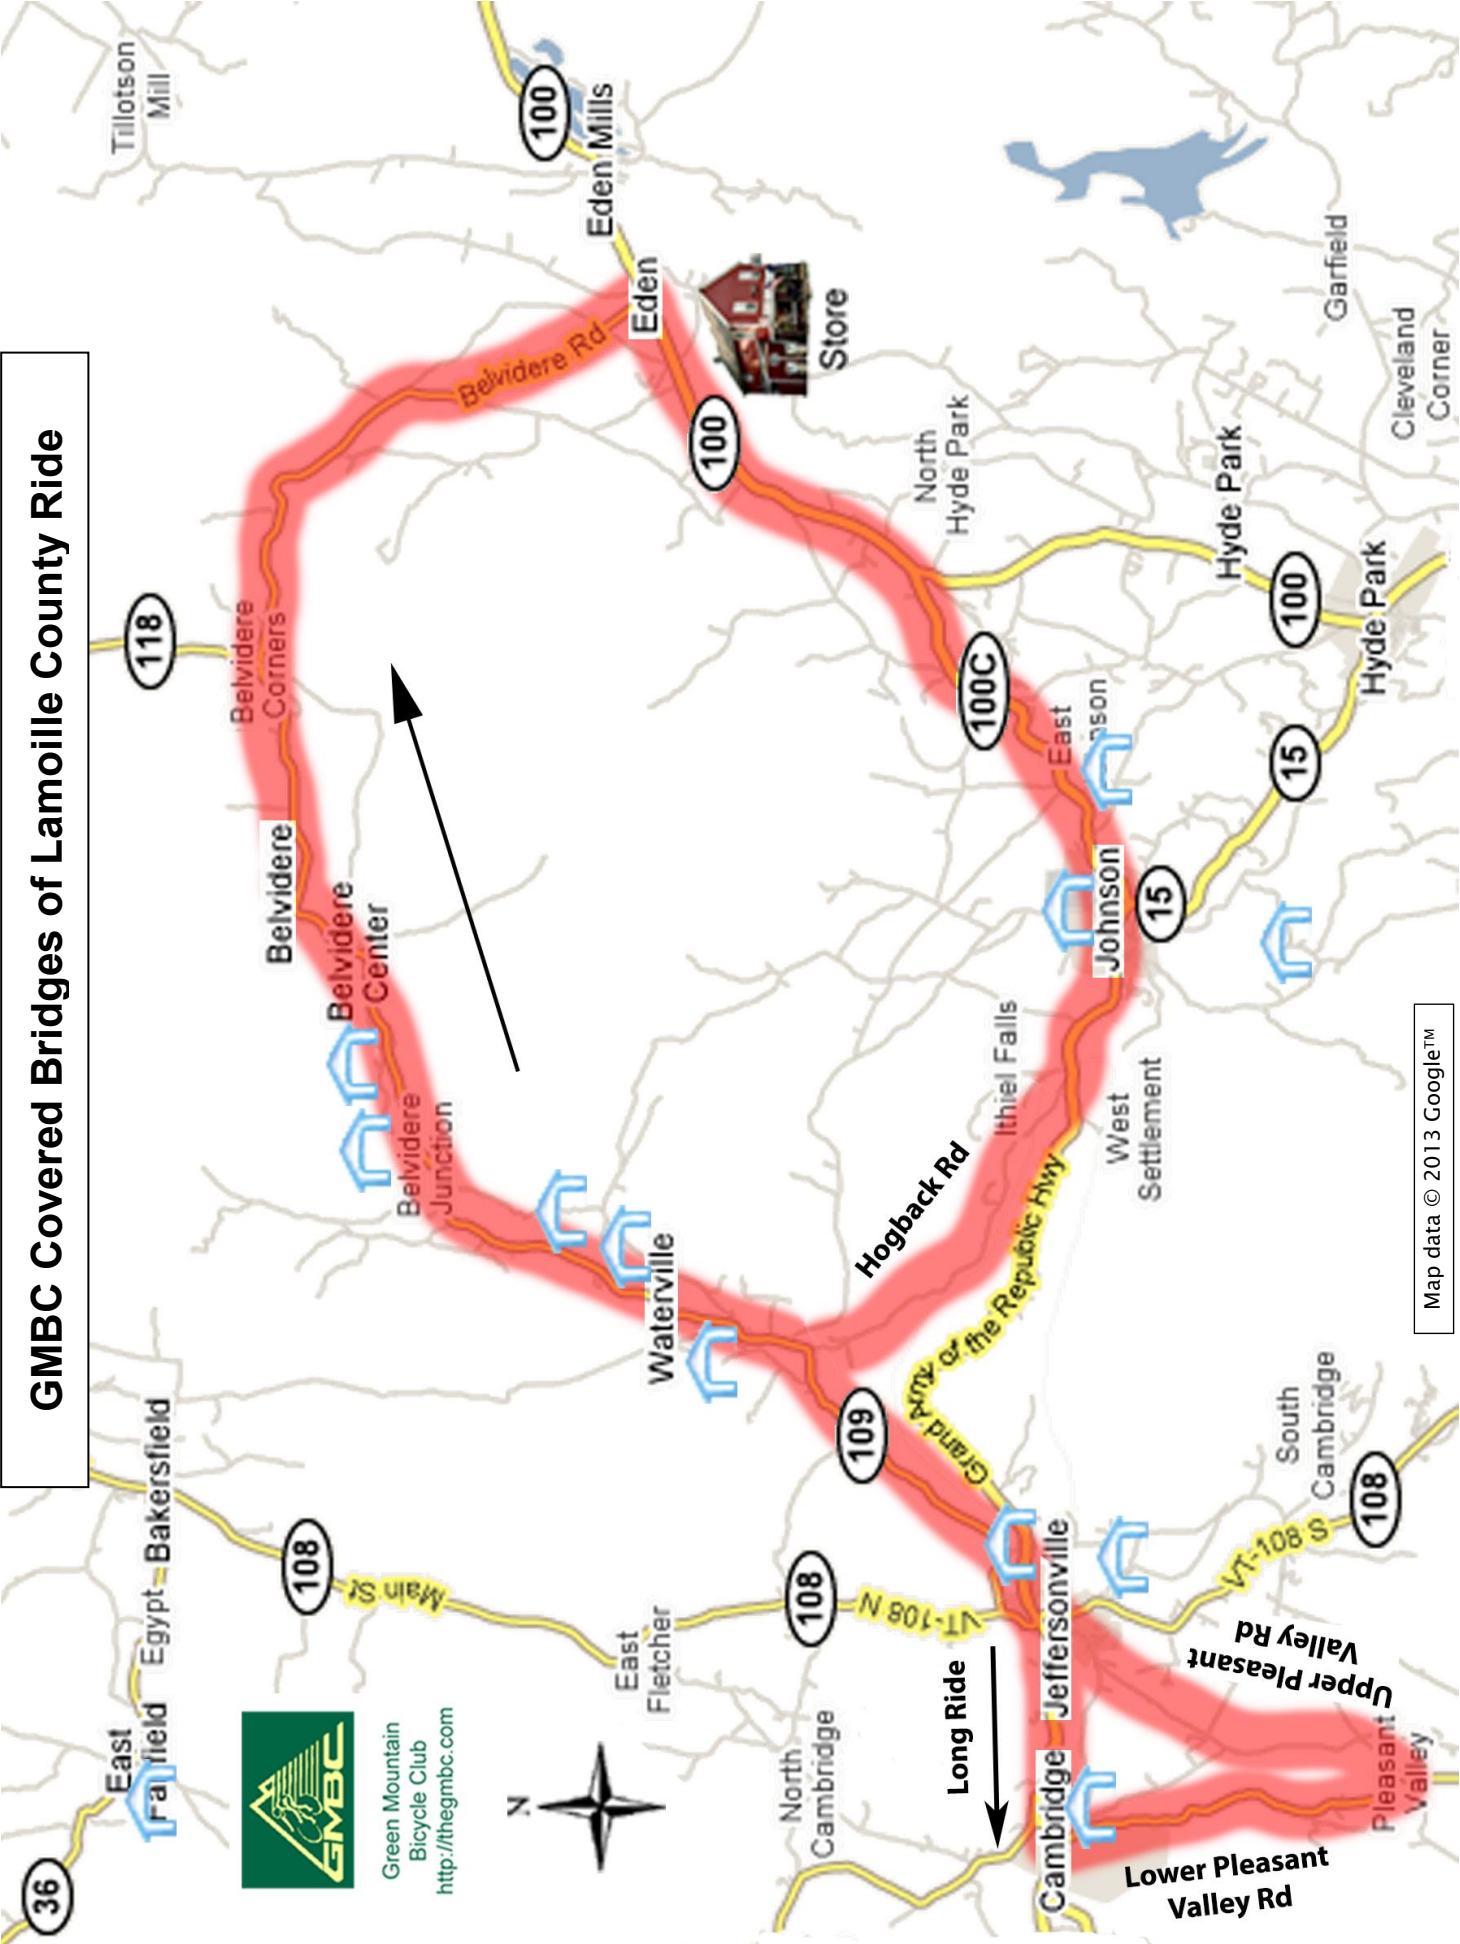 GMBC Covered Bridges of Lamoille County Ride
Tillotson
Mill
100
Eden Mills
Eden
Store
Belvidere Rd
118
Belvidere
Corners
100
North
Hyde Park
Garfield
Cleveland
Corner
Hyde Park
100
Hyde Park
100C
East
15
Belvidere
Belvidere
Center
Johnson
15
Belvidere
Junction
Ithiel Falls
West
Settlement
Hogback Rd
Grand Army of the Republic Hwy
Waterville
109
Bakersfield
Egypt
108
Main St
East
Fletcher
108
VT-108 N
Jeffersonville
South
Cambridge
108
VT-108 S
Upper Pleasant
Valley Rd
Pleasant
Valley
Lower Pleasant
Valley Rd
Long Ride
Cambridge
North
Cambridge
East
36
GMBC
Green Mountain
Bicycle Club
http://thegmbc.com
N
Map data © 2013 Google™